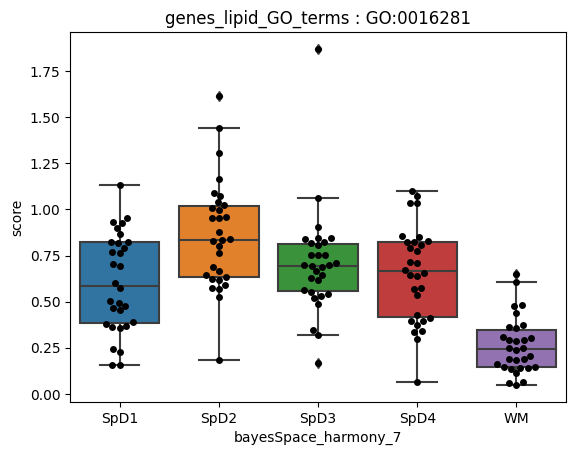 genes_lipid_GO_terms : GO:0016281
score
1.75
1.50
1.25
1.00
0.75
0.50
0.25
0.00
SpD1 SpD2 SpD3 SpD4 WM
bayesSpace_harmony_7